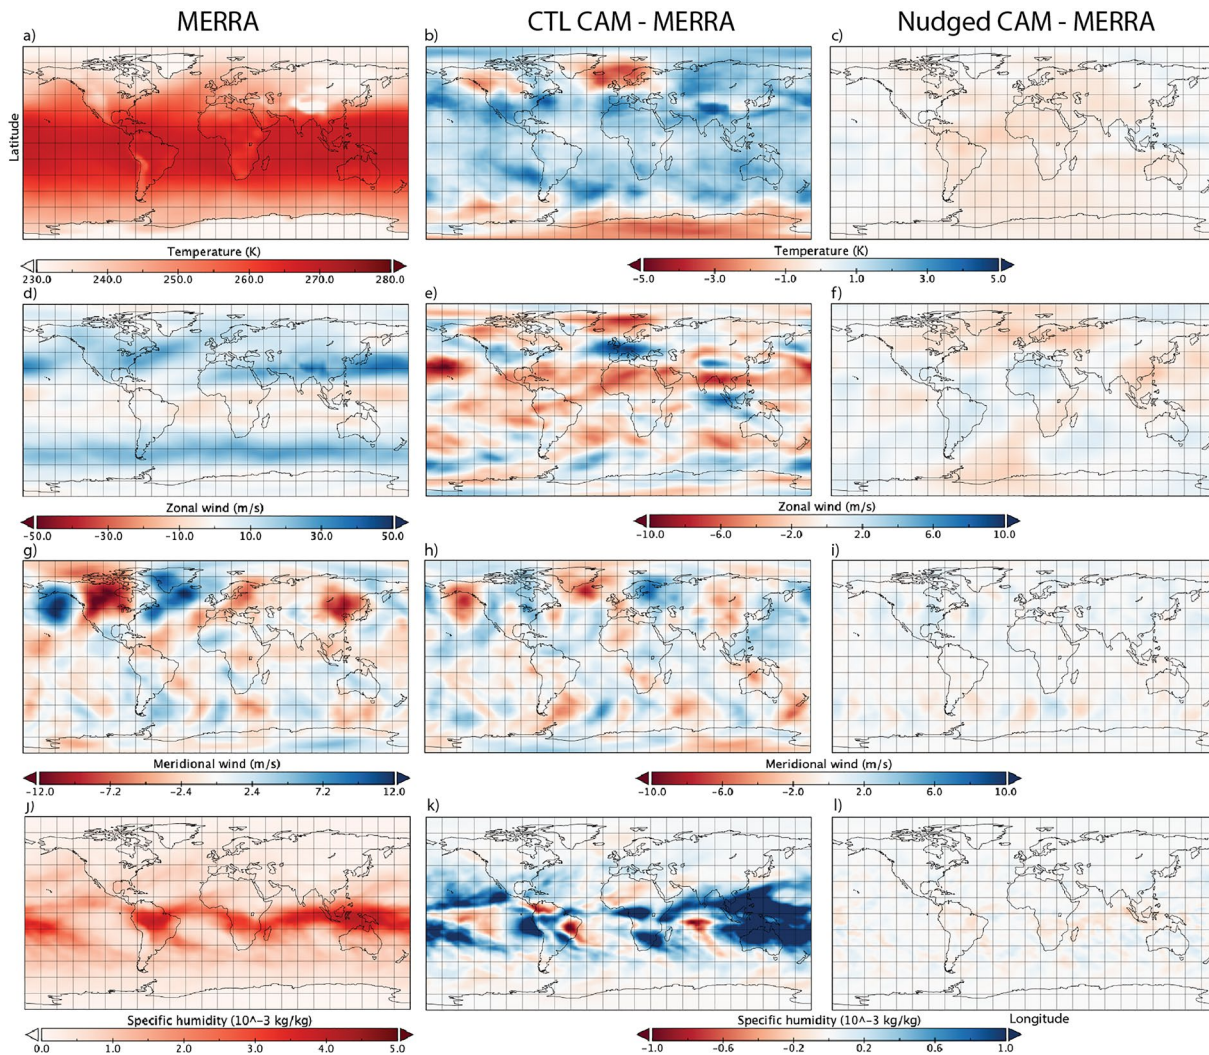 MERRA CTL CAM - MERRA Nudged CAM - MERRA
a) b) c)
Latitude
Temperature (K) Temperature (K)
230.0 240.0 250.0 260.0 270.0 280.0 −5.0 −3.0 −1.0 1.0 3.0 5.0
d) e) f)
Zonal wind (m/s) Zonal wind (m/s)
−50.0 −30.0 −10.0 10.0 30.0 50.0 −10.0 −6.0 −2.0 2.0 6.0 10.0
g) h) i)
Meridional wind (m/s) Meridional wind (m/s)
−12.0 −7.2 −2.4 2.4 7.2 12.0 −10.0 −6.0 −2.0 2.0 6.0 10.0
j) k) l)
Specific humidity (10^−3 kg/kg) Specific humidity (10^−3 kg/kg) Longitude
0.0 1.0 2.0 3.0 4.0 5.0 −1.0 −0.6 −0.2 0.2 0.6 1.0